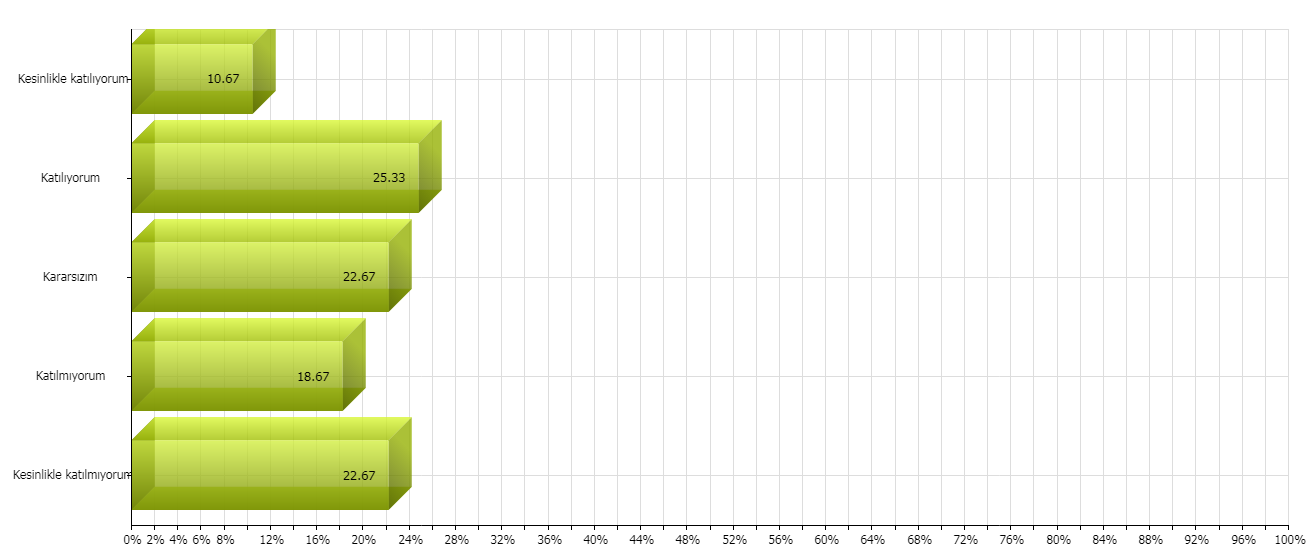 Kesinlikle katılıyorum 10.67
Katılıyorum 25.33
Kararsızım 22.67
Katılmıyorum 18.67
Kesinlikle katılmıyorum 22.67
0% 2% 4% 6% 8% 12% 16% 20% 24% 28% 32% 36% 40% 44% 48% 52% 56% 60% 64% 68% 72% 76% 80% 84% 88% 92% 96% 100%